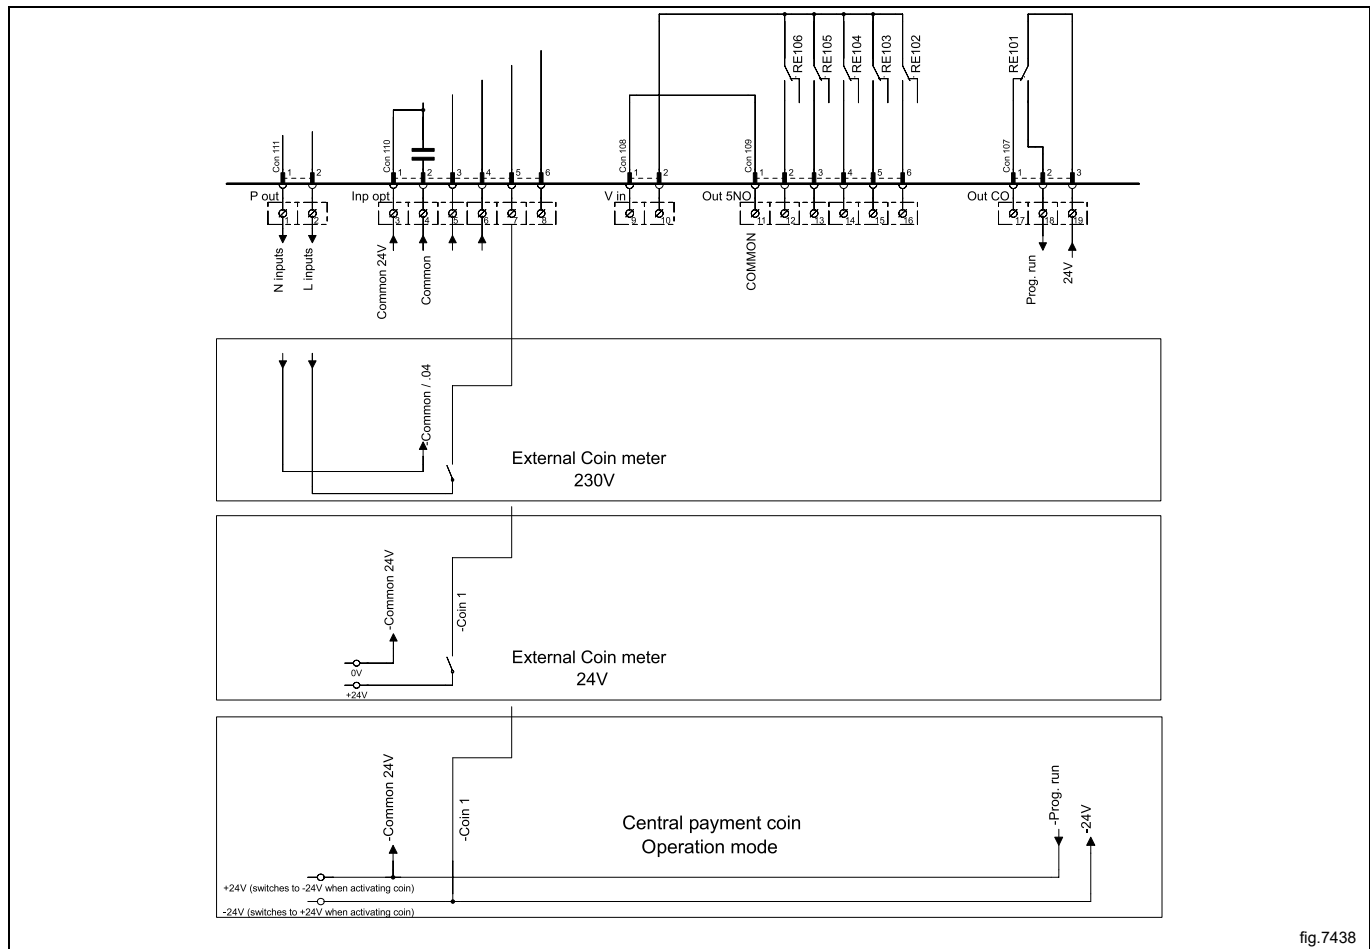 RE106
RE105
RE104
RE103
RE102
RE101
Con 111
Con 110
Con 108
Con 109
Con 107
1 2
1 2 3 4 5 6
1 2
1 2 3 4 5 6
1 2 3
P out
Inp opt
V in
Out 5NO
Out CO
1 2
3 4 5 6 7 8
9 10
11 12 13 14 15 16
17 18 19
N inputs
L inputs
Common 24V
Common
COMMON
Prog. run
24V
-Common / .04
External Coin meter
230V
-Common 24V
-Coin 1
0V
+24V
External Coin meter
24V
-Common 24V
-Coin 1
Central payment coin
Operation mode
-Prog. run
-24V
+24V (switches to -24V when activating coin)
-24V (switches to +24V when activating coin)
fig.7438